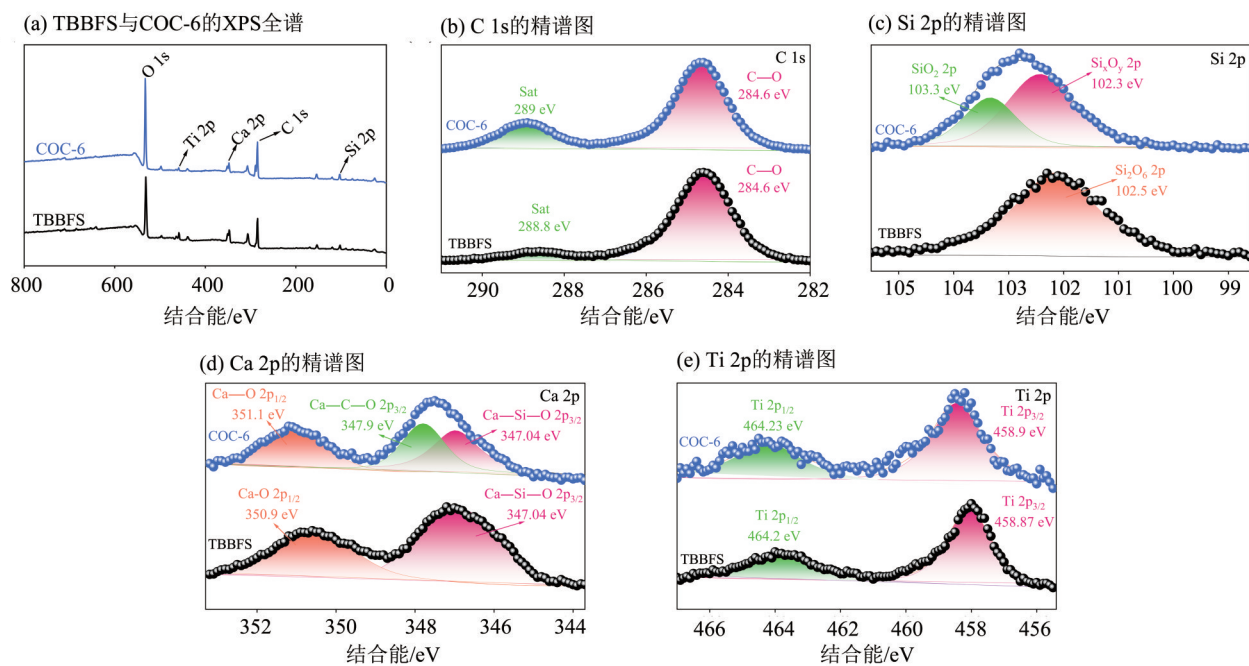 (a) TBBFS与COC-6的XPS全谱
O 1s
Ti 2p
Ca 2p
C 1s
Si 2p
COC-6
TBBFS
800 600 400 200 0
结合能/eV
(b) C 1s的精谱图
C 1s
C—O
284.6 eV
Sat
289 eV
COC-6
C—O
284.6 eV
Sat
288.8 eV
TBBFS
290 288 286 284 282
结合能/eV
(c) Si 2p的精谱图
Si 2p
SiO₂ 2p
103.3 eV
SiₓOᵧ 2p
102.3 eV
COC-6
Si₂O₆ 2p
102.5 eV
TBBFS
105 104 103 102 101 100 99
结合能/eV
(d) Ca 2p的精谱图
Ca 2p
Ca—O 2p₁/₂
351.1 eV
Ca—C—O 2p₃/₂
347.9 eV
Ca—Si—O 2p₃/₂
347.04 eV
COC-6
Ca-O 2p₁/₂
350.9 eV
Ca—Si—O 2p₃/₂
347.04 eV
TBBFS
352 350 348 346 344
结合能/eV
(e) Ti 2p的精谱图
Ti 2p
Ti 2p₁/₂
464.23 eV
Ti 2p₃/₂
458.9 eV
COC-6
Ti 2p₁/₂
464.2 eV
Ti 2p₃/₂
458.87 eV
TBBFS
466 464 462 460 458 456
结合能/eV